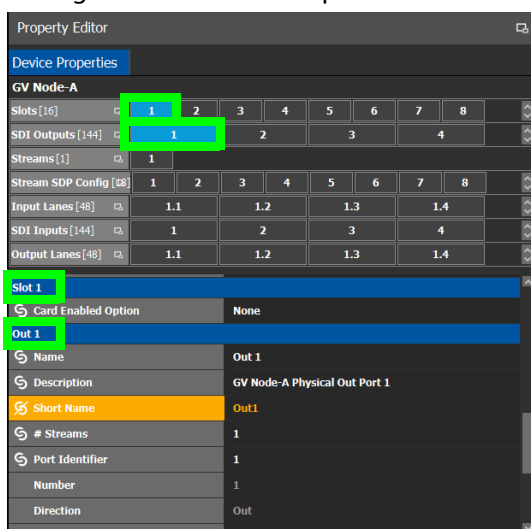 Property Editor
Device Properties
GV Node-A
Slots [16] 1 2 3 4 5 6 7 8
SDI Outputs [144] 1 2 3 4
Streams [1] 1
Stream SDP Config [ 1 2 3 4 5 6 7 8
Input Lanes [48] 1.1 1.2 1.3 1.4
SDI Inputs [144] 1 2 3 4
Output Lanes [48] 1.1 1.2 1.3 1.4
Slot 1
Card Enabled Option None
Out 1
Name Out 1
Description GV Node-A Physical Out Port 1
Short Name Out1
# Streams 1
Port Identifier 1
Number 1
Direction Out